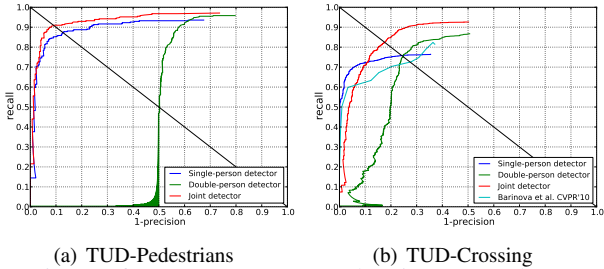 1.0
0.9
0.8
0.7
0.6
0.5
0.4
0.3
0.2
0.1
0.0
recall
0.0 0.1 0.2 0.3 0.4 0.5 0.6 0.7 0.8 0.9 1.0
1-precision
Single-person detector
Double-person detector
Joint detector
(a) TUD-Pedestrians
1.0
0.9
0.8
0.7
0.6
0.5
0.4
0.3
0.2
0.1
0.0
recall
0.0 0.1 0.2 0.3 0.4 0.5 0.6 0.7 0.8 0.9 1.0
1-precision
Single-person detector
Double-person detector
Joint detector
Barinova et al. CVPR'10
(b) TUD-Crossing